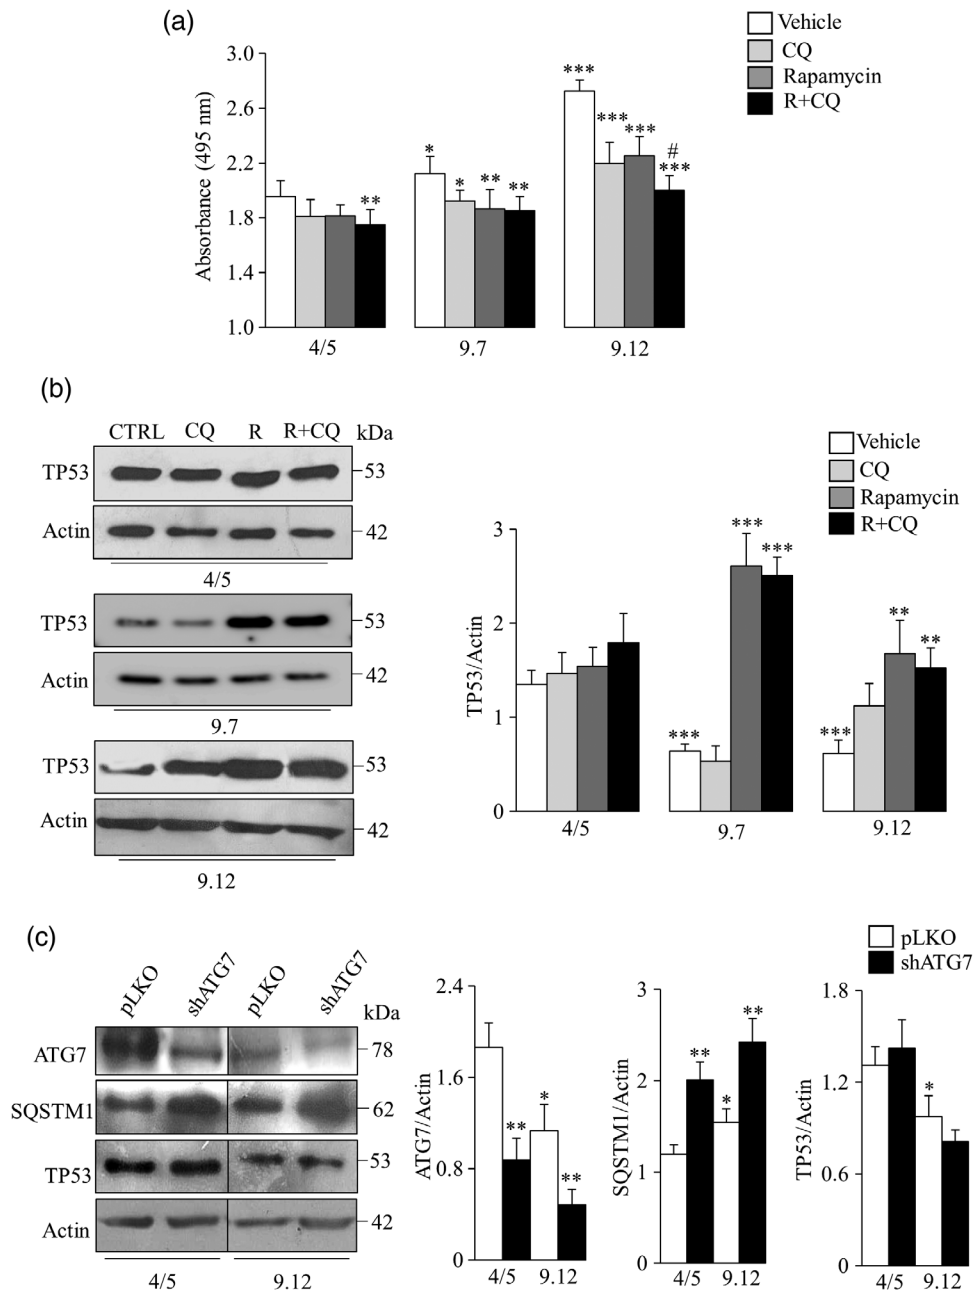 (a)
Vehicle
CQ
Rapamycin
R+CQ
Absorbance (495 nm)
3.0
2.6
2.2
1.8
1.4
1.0
**
*
*
**
**
***
***
***
#
***
4/5
9.7
9.12
(b)
CTRL CQ R R+CQ kDa
TP53 53
Actin 42
4/5
TP53 53
Actin 42
9.7
TP53 53
Actin 42
9.12
Vehicle
CQ
Rapamycin
R+CQ
TP53/Actin
3
2
1
0
***
***
***
***
**
**
4/5
9.7
9.12
(c)
pLKO shATG7 pLKO shATG7 kDa
ATG7 78
SQSTM1 62
TP53 53
Actin 42
4/5 9.12
pLKO
shATG7
ATG7/Actin
2.4
1.6
0.8
0
**
*
**
4/5 9.12
SQSTM1/Actin
3
2
1
0
**
*
**
4/5 9.12
TP53/Actin
1.8
1.2
0.6
0
*
4/5 9.12